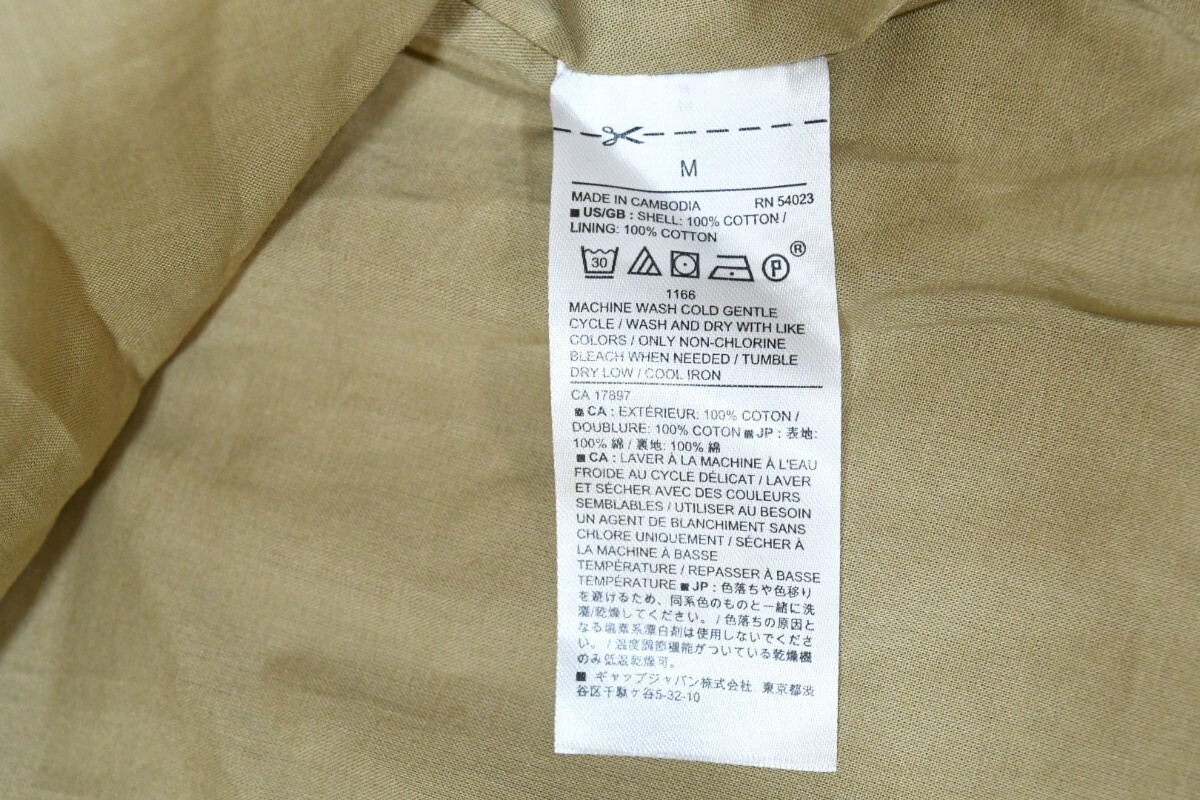 M
MADE IN CAMBODIA RN 54023
■ US/GB : SHELL: 100% COTTON /
LINING: 100% COTTON
30 P ®
1166
MACHINE WASH COLD GENTLE
CYCLE / WASH AND DRY WITH LIKE
COLORS / ONLY NON-CHLORINE
BLEACH WHEN NEEDED / TUMBLE
DRY LOW / COOL IRON
CA 17897
■ CA : EXTÉRIEUR: 100% COTON /
DOUBLURE: 100% COTON ■ JP : 表地:
100% 綿 / 裏地: 100% 綿
■ CA : LAVER À LA MACHINE À L'EAU
FROIDE AU CYCLE DÉLICAT / LAVER
ET SÉCHER AVEC DES COULEURS
SEMBLABLES / UTILISER AU BESOIN
UN AGENT DE BLANCHIMENT SANS
CHLORE UNIQUEMENT / SÉCHER À
LA MACHINE À BASSE
TEMPÉRATURE / REPASSER À BASSE
TEMPÉRATURE ■ JP : 色落ちや色移り
を避けるため、同系色のものと一緒に洗
濯/乾燥してください。 / 色落ちの原因と
なる塩素系漂白剤は使用しないでくださ
い。 / 温度調節機能がついている乾燥機
のみ低温乾燥可。
■ ギャップジャパン株式会社 東京都渋
谷区千駄ケ谷5-32-10